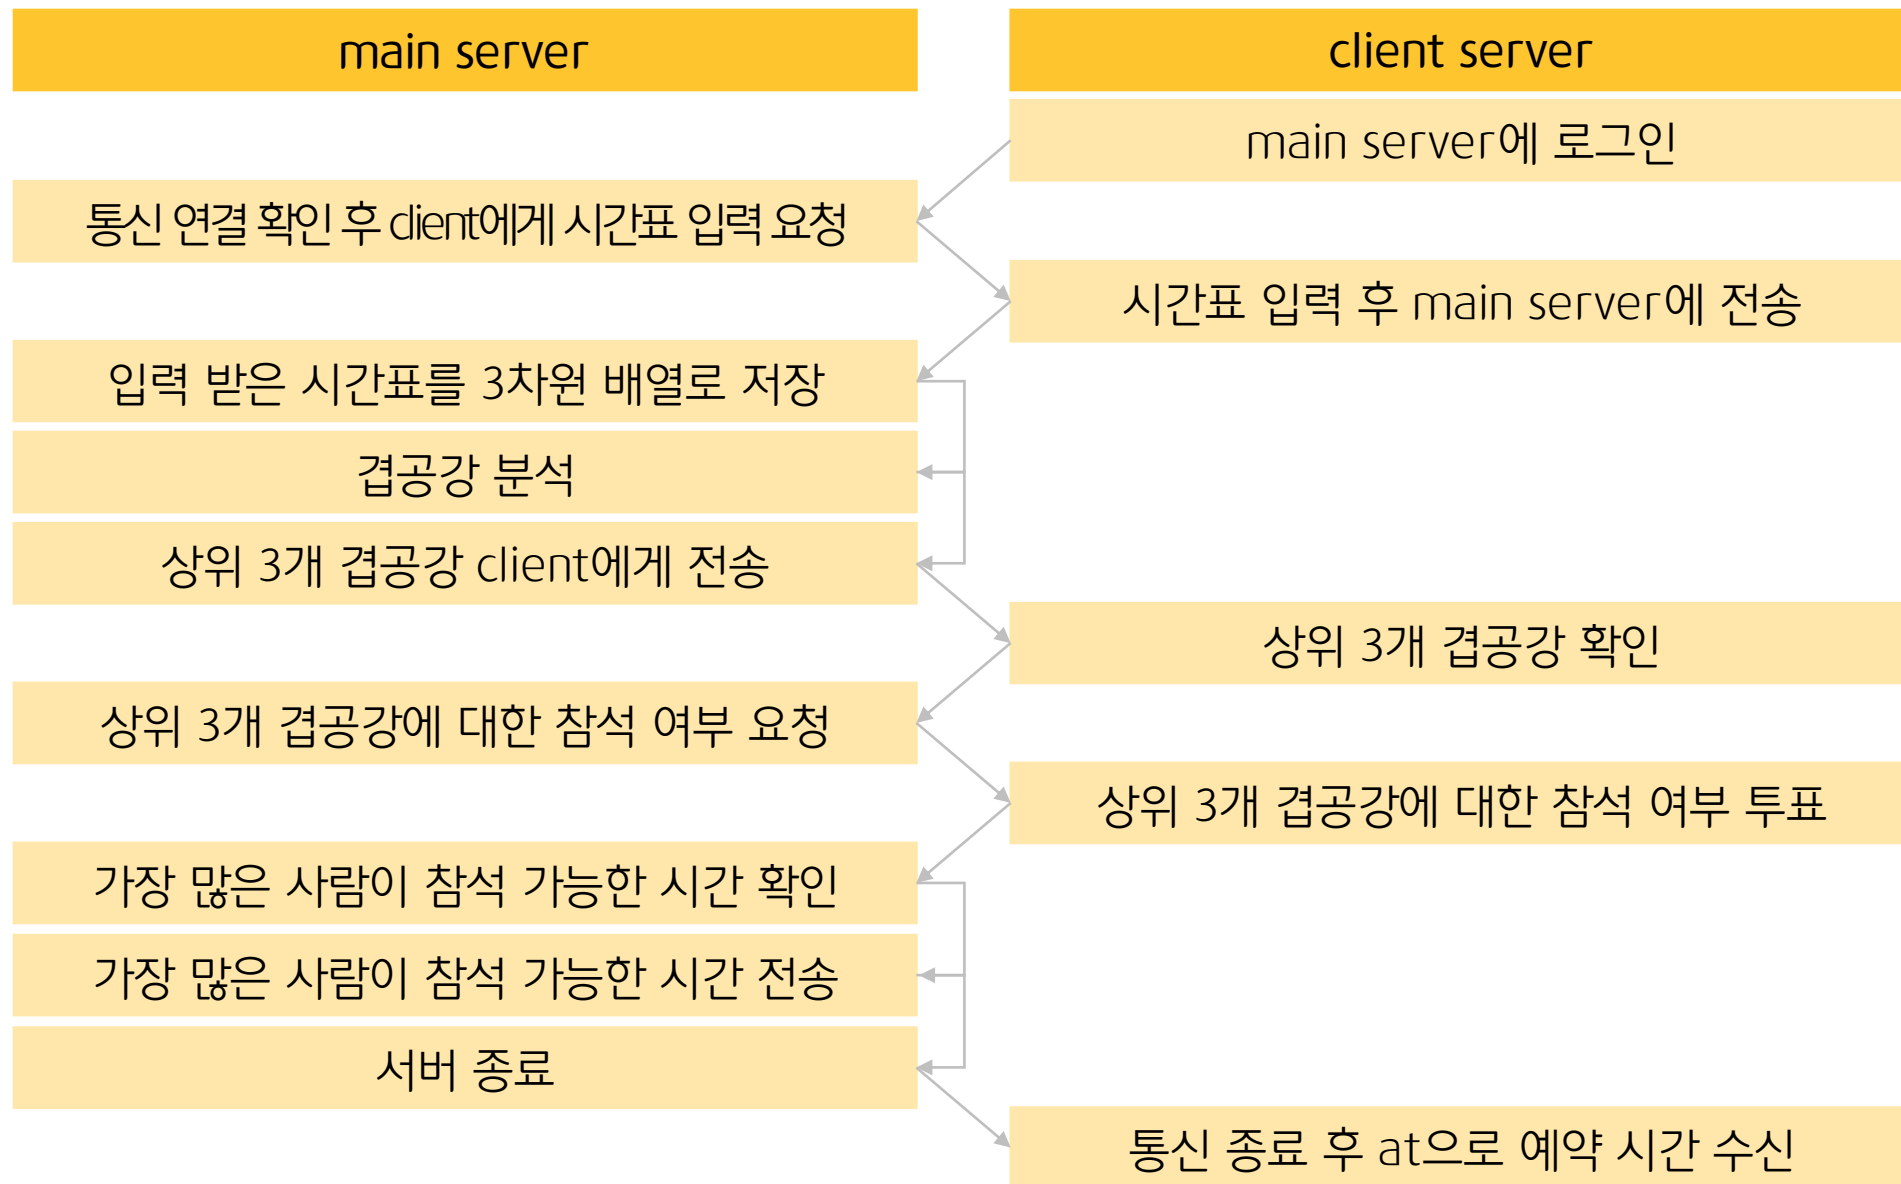 main server
client server
main server에 로그인
통신 연결 확인 후 client에게 시간표 입력 요청
시간표 입력 후 main server에 전송
입력 받은 시간표를 3차원 배열로 저장
겹공강 분석
상위 3개 겹공강 client에게 전송
상위 3개 겹공강 확인
상위 3개 겹공강에 대한 참석 여부 요청
상위 3개 겹공강에 대한 참석 여부 투표
가장 많은 사람이 참석 가능한 시간 확인
가장 많은 사람이 참석 가능한 시간 전송
서버 종료
통신 종료 후 at으로 예약 시간 수신